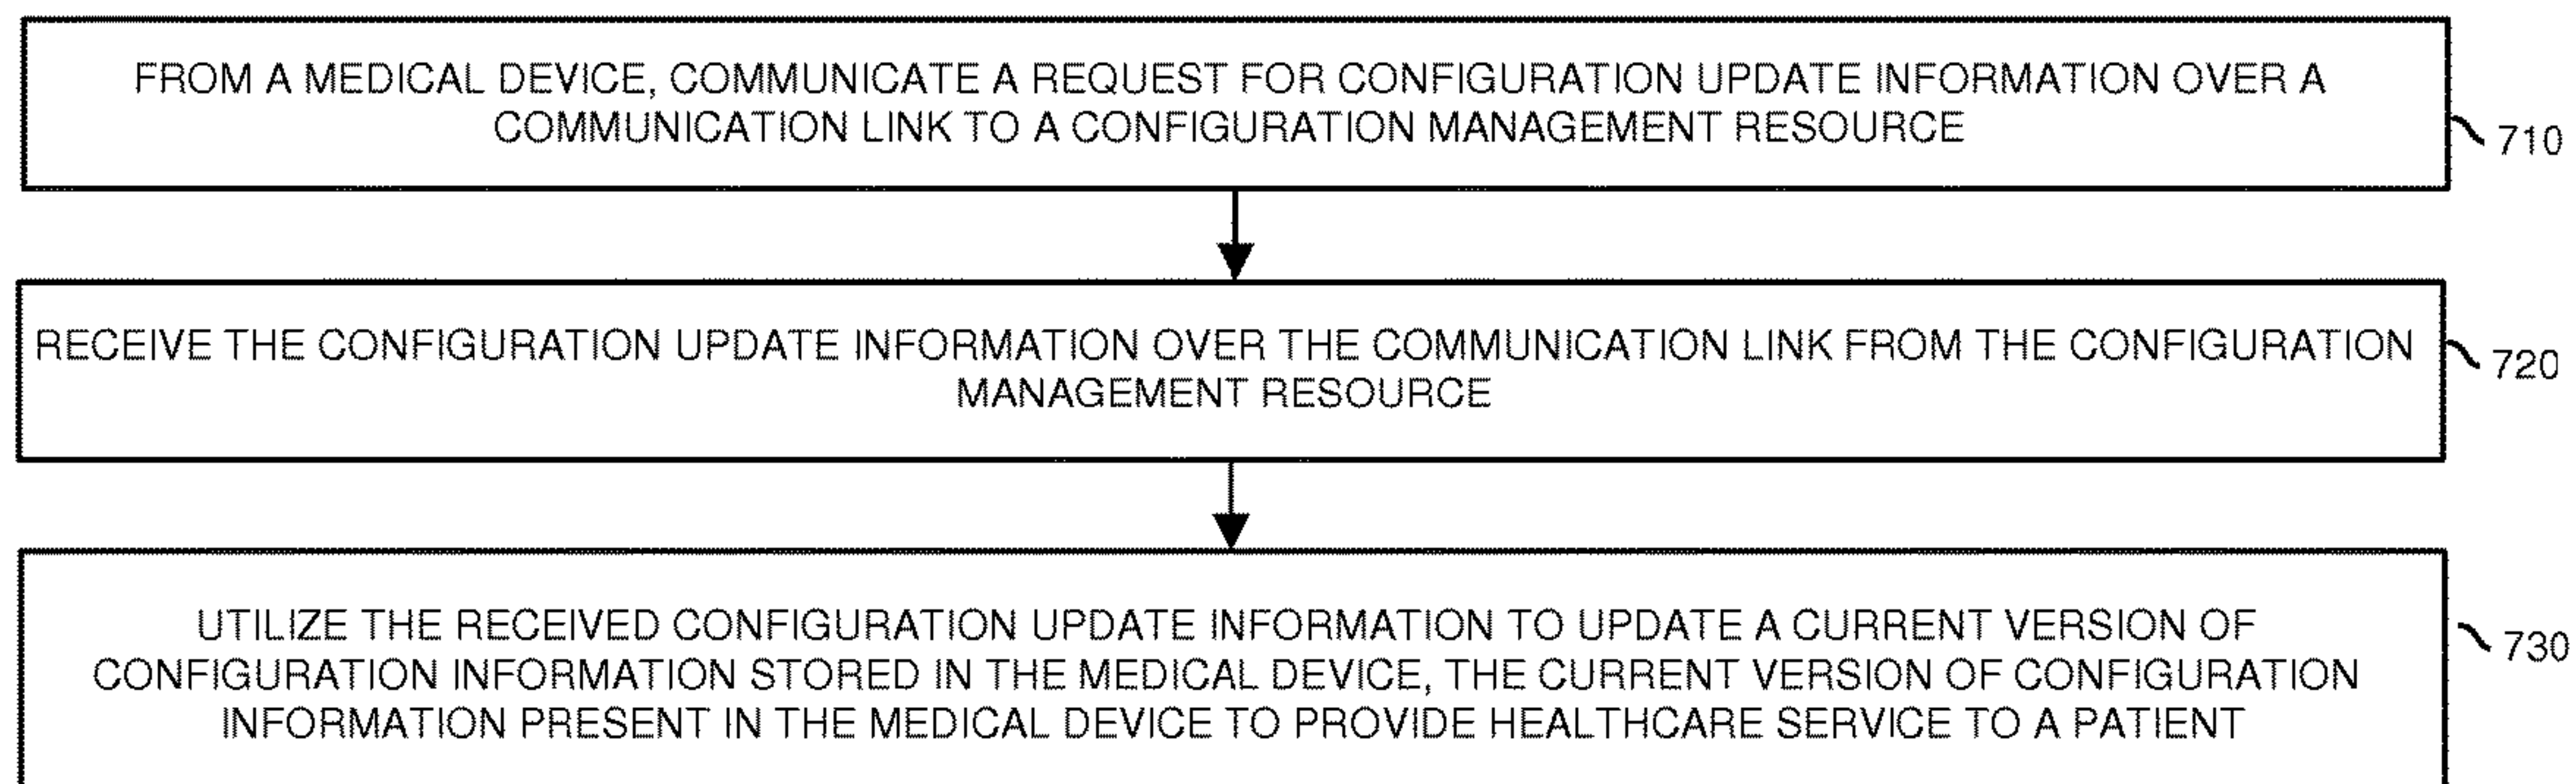 FROM A MEDICAL DEVICE, COMMUNICATE A REQUEST FOR CONFIGURATION UPDATE INFORMATION OVER A
COMMUNICATION LINK TO A CONFIGURATION MANAGEMENT RESOURCE
710
RECEIVE THE CONFIGURATION UPDATE INFORMATION OVER THE COMMUNICATION LINK FROM THE CONFIGURATION
MANAGEMENT RESOURCE
720
UTILIZE THE RECEIVED CONFIGURATION UPDATE INFORMATION TO UPDATE A CURRENT VERSION OF
CONFIGURATION INFORMATION STORED IN THE MEDICAL DEVICE, THE CURRENT VERSION OF CONFIGURATION
INFORMATION PRESENT IN THE MEDICAL DEVICE TO PROVIDE HEALTHCARE SERVICE TO A PATIENT
730